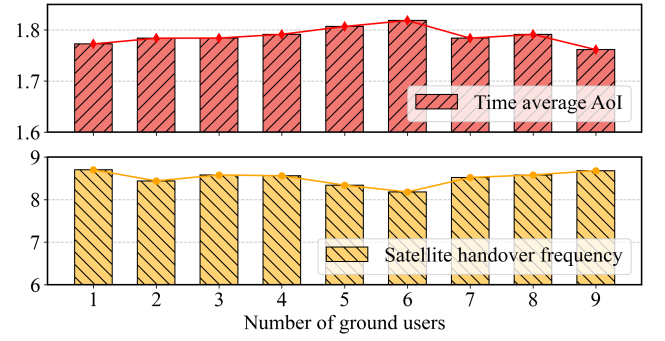 1.8
1.7
1.6
Time average AoI
9
8
7
6
Satellite handover frequency
1 2 3 4 5 6 7 8 9
Number of ground users